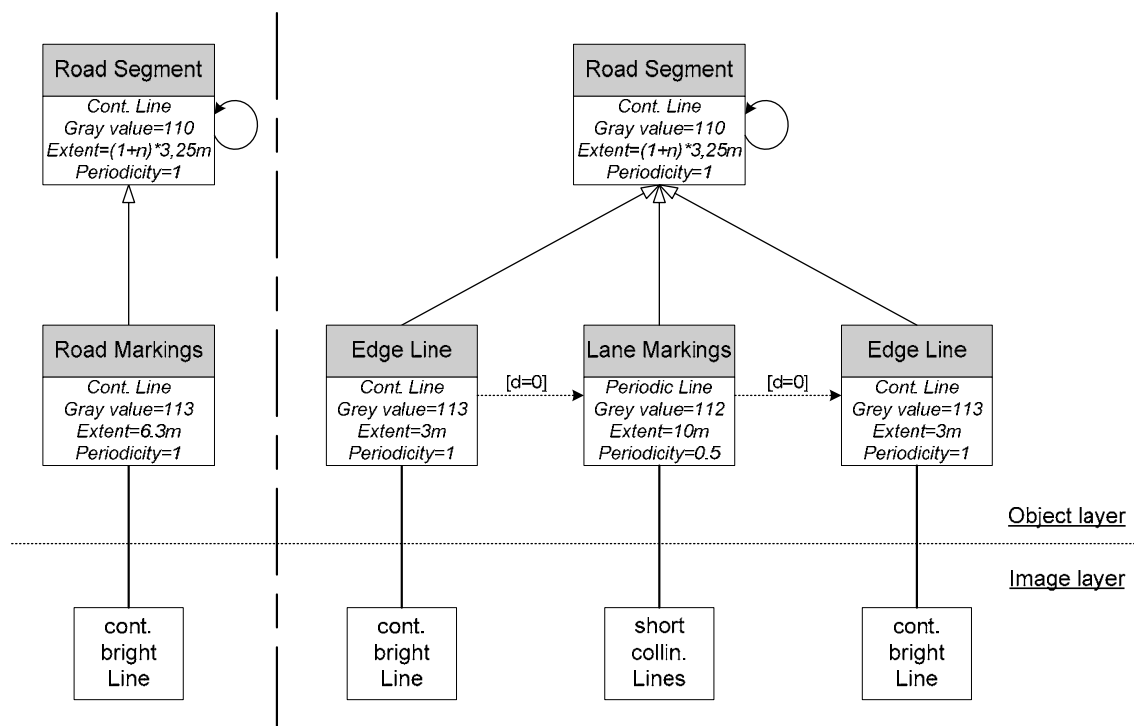 Road Segment
Cont. Line
Gray value=110
Extent=(1+n)*3,25m
Periodicity=1
Road Segment
Cont. Line
Gray value=110
Extent=(1+n)*3,25m
Periodicity=1
Road Markings
Cont. Line
Gray value=113
Extent=6.3m
Periodicity=1
Edge Line
Cont. Line
Grey value=113
Extent=3m
Periodicity=1
[d=0]
Lane Markings
Periodic Line
Grey value=112
Extent=10m
Periodicity=0.5
[d=0]
Edge Line
Cont. Line
Grey value=113
Extent=3m
Periodicity=1
Object layer
Image layer
cont.
bright
Line
cont.
bright
Line
short
collin.
Lines
cont.
bright
Line